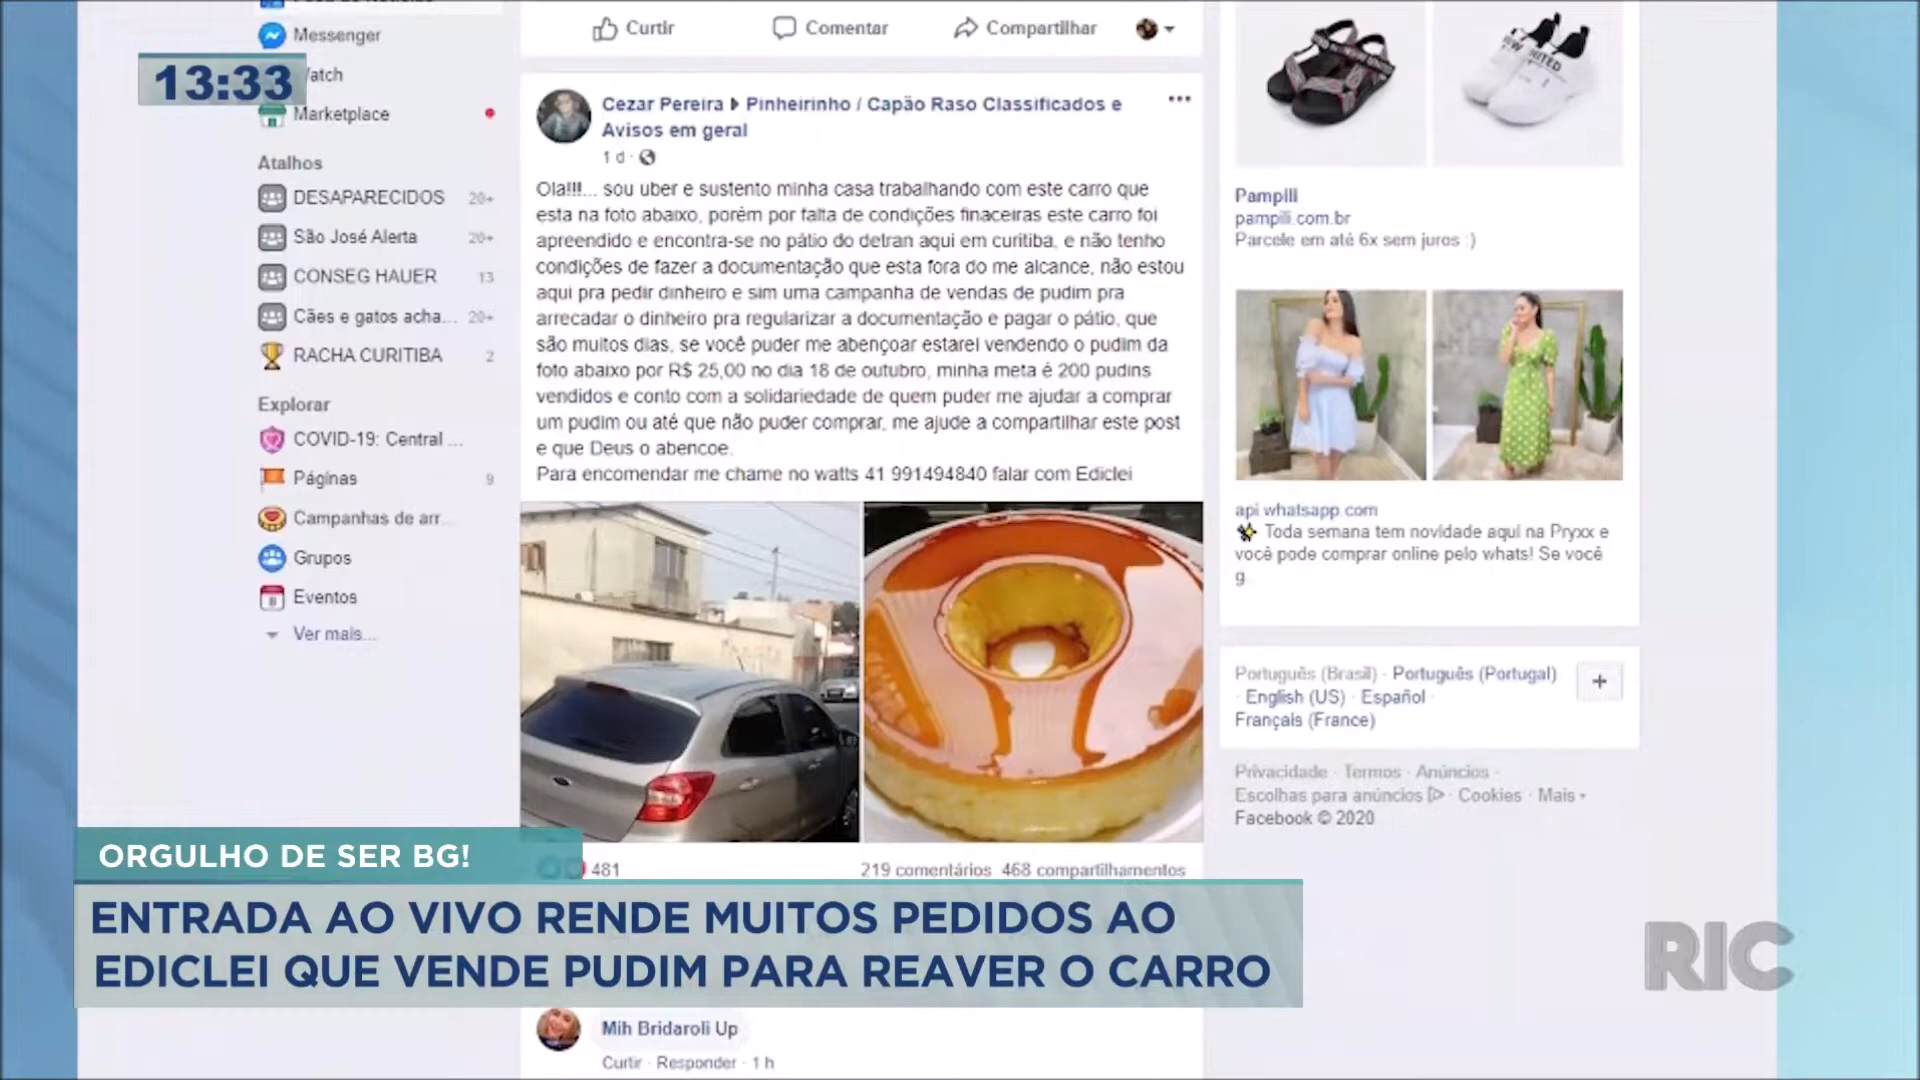 13:33
Messenger
Watch
Marketplace
Atalhos
DESAPARECIDOS 20+
São José Alerta 20+
CONSEG HAUER 13
Cães e gatos acha... 20+
RACHA CURITIBA 2
Explorar
COVID-19: Central ...
Páginas 9
Campanhas de arr
Grupos
Eventos
Ver mais...
Curtir Comentar Compartilhar
Cezar Pereira Pinheirinho / Capão Raso Classificados e
Avisos em geral
1 d ·
Ola!!!... sou uber e sustento minha casa trabalhando com este carro que
esta na foto abaixo, porém por falta de condições finaceiras este carro foi
apreendido e encontra-se no pátio do detran aqui em curitiba, e não tenho
condições de fazer a documentação que esta fora do me alcance, não estou
aqui pra pedir dinheiro e sim uma campanha de vendas de pudim pra
arrecadar o dinheiro pra regularizar a documentação e pagar o pátio, que
são muitos dias, se você puder me abençoar estarei vendendo o pudim da
foto abaixo por R$ 25,00 no dia 18 de outubro, minha meta é 200 pudins
vendidos e conto com a solidariedade de quem puder me ajudar a comprar
um pudim ou até que não puder comprar, me ajude a compartilhar este post
e que Deus o abencoe.
Para encomendar me chame no watts 41 991494840 falar com Ediclei
481 219 comentários 468 compartilhamentos
Mih Bridaroli Up
Curtir · Responder · 1 h
Pampili
pampili.com.br
Parcele em até 6x sem juros :)
api.whatsapp.com
Toda semana tem novidade aqui na Pryxx e
você pode comprar online pelo whats! Se você
g
Português (Brasil) · Português (Portugal)
· English (US) · Español ·
Français (France)
Privacidade · Termos · Anúncios ·
Escolhas para anúncios · Cookies · Mais
Facebook © 2020
ORGULHO DE SER BG!
ENTRADA AO VIVO RENDE MUITOS PEDIDOS AO
EDICLEI QUE VENDE PUDIM PARA REAVER O CARRO
RIC